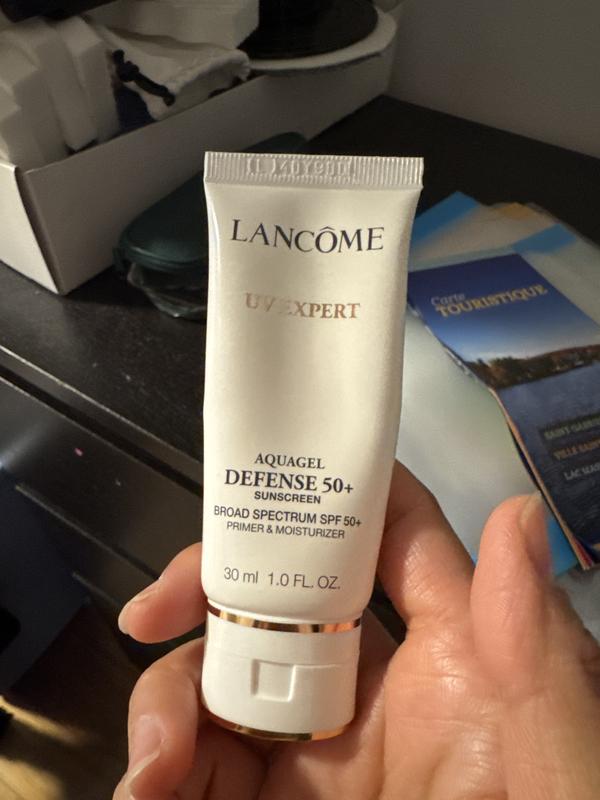 LANCÔME
UV EXPERT
AQUAGEL
DEFENSE 50+
SUNSCREEN
BROAD SPECTRUM SPF 50+
PRIMER & MOISTURIZER
30 ml 1.0 FL. OZ.
Carte
TOURISTIQUE
VILLE